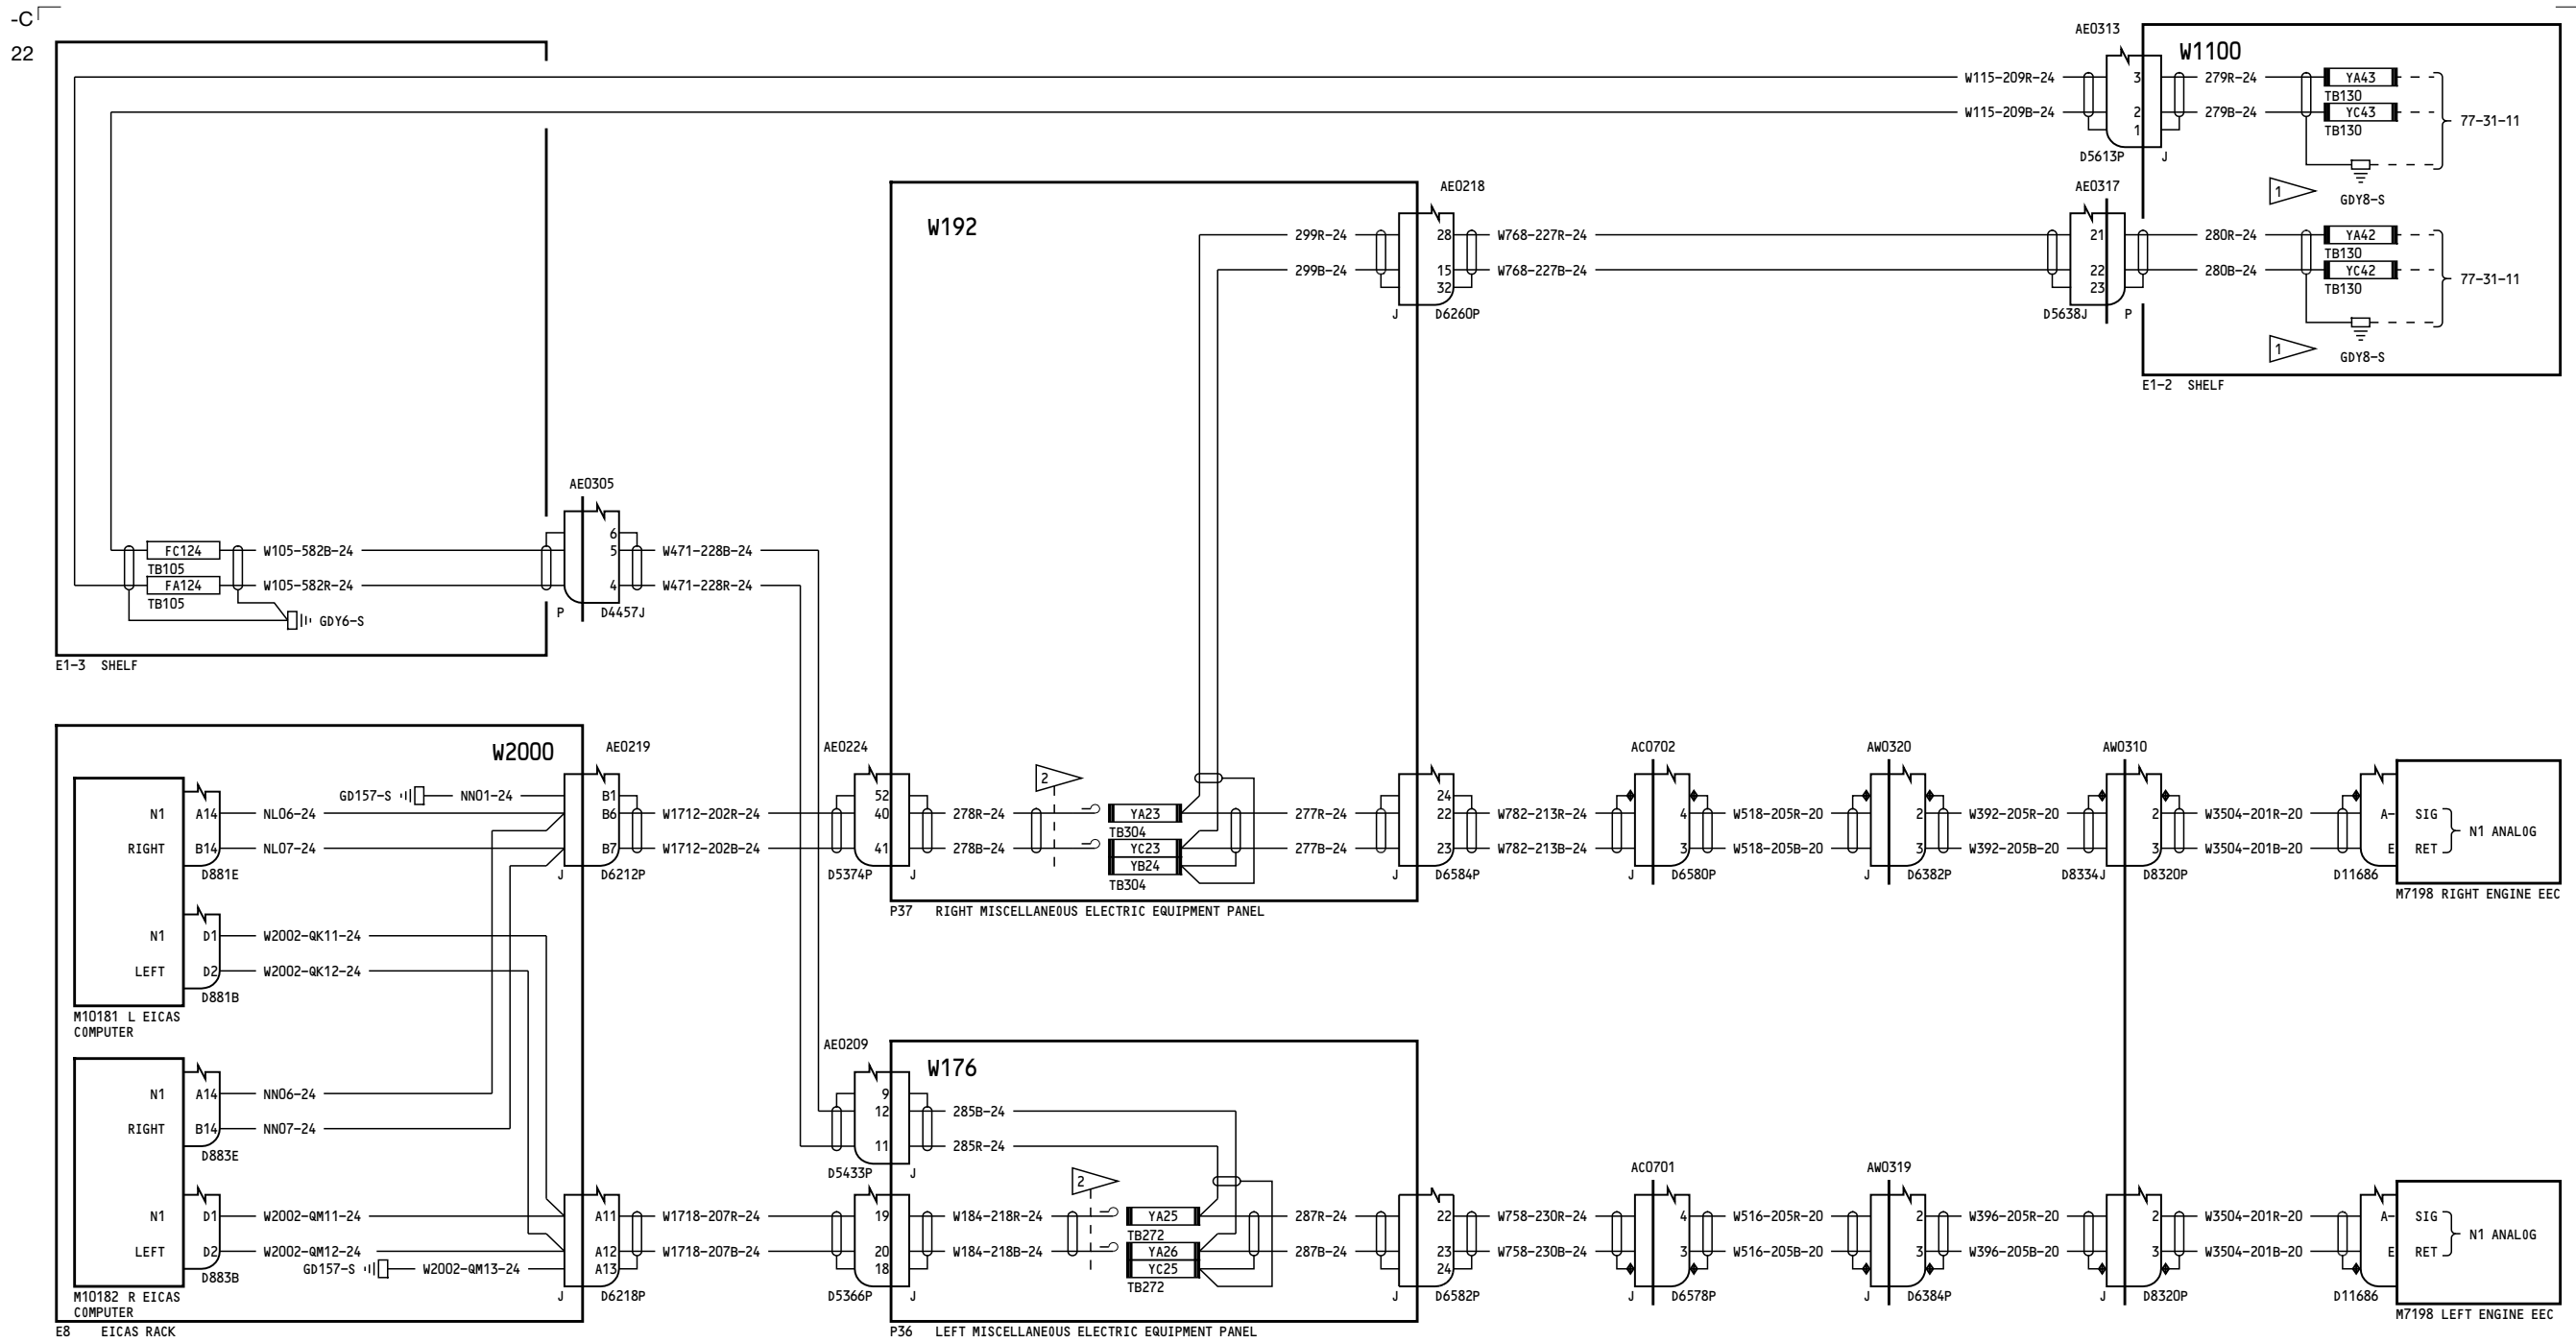 -C
22
AE0313
W1100
W115-209R-24
3
279R-24
YA43
TB130
W115-209B-24
2
279B-24
YC43
77-31-11
1
TB130
D5613P
J
1
GDY8-S
AE0218
AE0317
W192
299R-24
28
W768-227R-24
21
280R-24
YA42
TB130
299B-24
15
W768-227B-24
22
280B-24
YC42
77-31-11
32
23
TB130
J
D6260P
D5638J
P
1
GDY8-S
E1-2 SHELF
AE0305
6
FC124
W105-582B-24
5
W471-228B-24
TB105
FA124
W105-582R-24
4
W471-228R-24
TB105
GDY6-S
P
D4457J
E1-3 SHELF
W2000
AE0219
AE0224
AC0702
AW0320
AW0310
2
GD157-S
NN01-24
B1
52
24
N1
A14
NL06-24
B6
W1712-202R-24
40
278R-24
YA23
277R-24
22
W782-213R-24
4
W518-205R-20
2
W392-205R-20
2
W3504-201R-20
A-
SIG
TB304
N1 ANALOG
RIGHT
B14
NL07-24
B7
W1712-202B-24
41
278B-24
YC23
277B-24
23
W782-213B-24
3
W518-205B-20
3
W392-205B-20
3
W3504-201B-20
E
RET
YB24
D881E
J
D6212P
D5374P
J
TB304
J
D6584P
J
D6580P
J
D6382P
D8334J
D8320P
D11686
M7198 RIGHT ENGINE EEC
P37 RIGHT MISCELLANEOUS ELECTRIC EQUIPMENT PANEL
N1
D1
W2002-QK11-24
LEFT
D2
W2002-QK12-24
D881B
M10181 L EICAS
COMPUTER
AE0209
W176
N1
A14
NN06-24
9
12
285B-24
RIGHT
B14
NN07-24
11
285R-24
D883E
D5433P
J
2
AC0701
AW0319
N1
D1
W2002-QM11-24
A11
W1718-207R-24
19
W184-218R-24
YA25
287R-24
22
W758-230R-24
4
W516-205R-20
2
W396-205R-20
2
W3504-201R-20
A-
SIG
TB272
N1 ANALOG
LEFT
D2
W2002-QM12-24
A12
W1718-207B-24
20
W184-218B-24
YA26
287B-24
23
W758-230B-24
3
W516-205B-20
3
W396-205B-20
3
W3504-201B-20
E
RET
GD157-S
W2002-QM13-24
A13
18
YC25
24
D883B
TB272
M10182 R EICAS
COMPUTER
J
D6218P
D5366P
J
J
D6582P
J
D6578P
J
D6384P
J
D8320P
D11686
M7198 LEFT ENGINE EEC
E8 EICAS RACK
P36 LEFT MISCELLANEOUS ELECTRIC EQUIPMENT PANEL